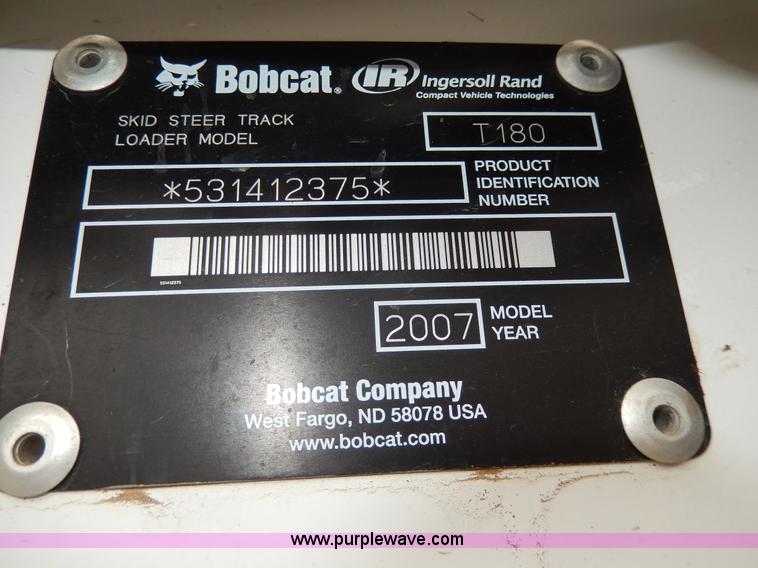 Bobcat® IR Ingersoll Rand
Compact Vehicle Technologies
SKID STEER TRACK
LOADER MODEL
T180
*531412375*
PRODUCT
IDENTIFICATION
NUMBER
531412375
2007
MODEL
YEAR
Bobcat Company
West Fargo, ND 58078 USA
www.bobcat.com
www.purplewave.com